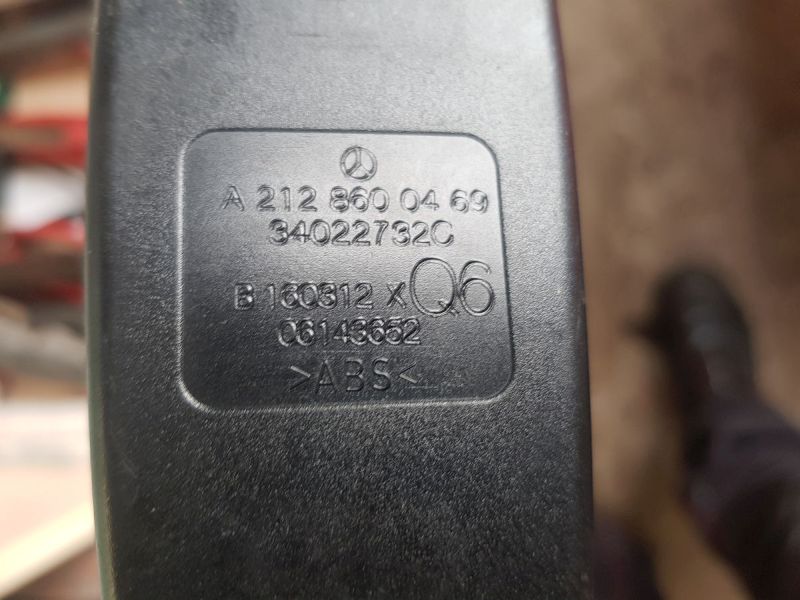 A 212 860 04 69
34022732C
B 160312 X Q6
06143652
>ABS<